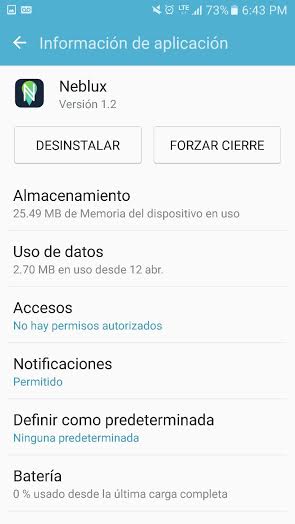 LTE 73% 6:43 PM
Información de aplicación
Neblux
Versión 1.2
DESINSTALAR
FORZAR CIERRE
Almacenamiento
25.49 MB de Memoria del dispositivo en uso
Uso de datos
2.70 MB en uso desde 12 abr.
Accesos
No hay permisos autorizados
Notificaciones
Permitido
Definir como predeterminada
Ninguna predeterminada
Batería
0 % usado desde la última carga completa